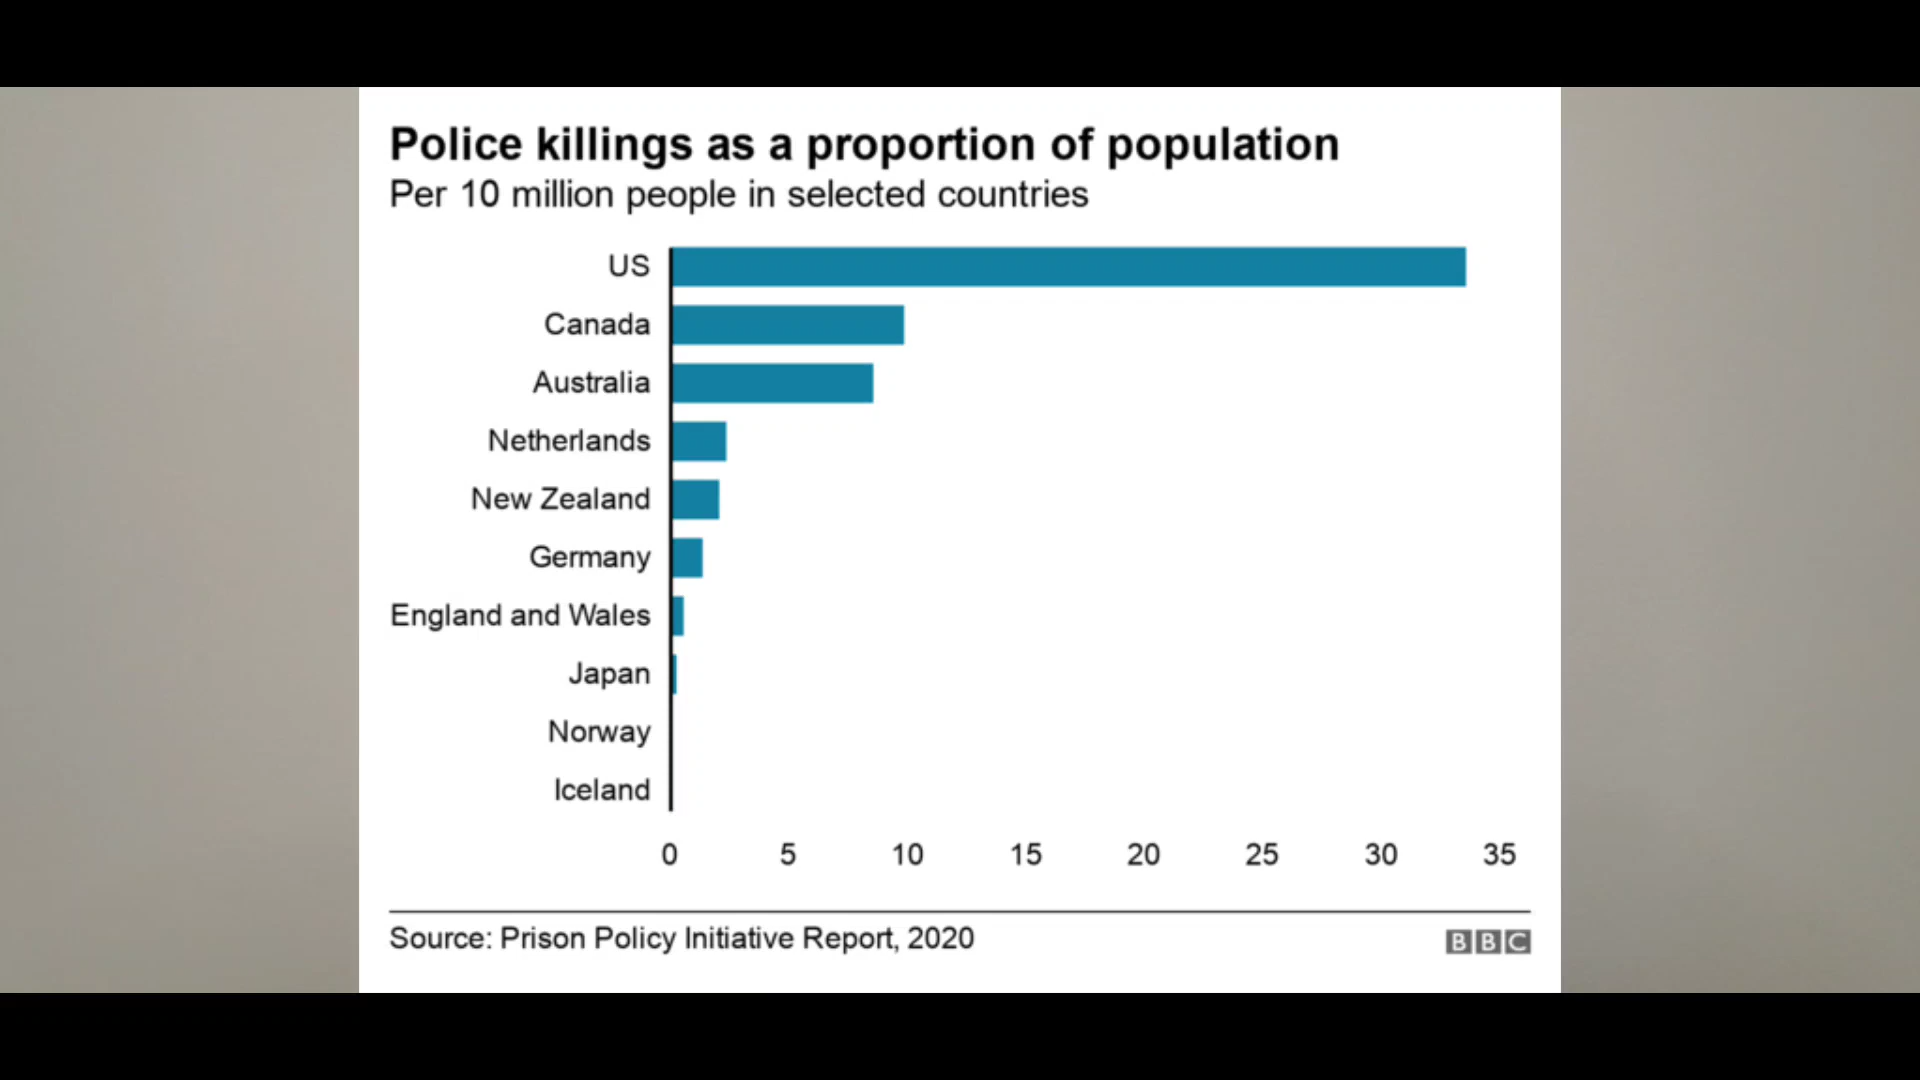 Police killings as a proportion of population
Per 10 million people in selected countries
US
Canada
Australia
Netherlands
New Zealand
Germany
England and Wales
Japan
Norway
Iceland
0 5 10 15 20 25 30 35
Source: Prison Policy Initiative Report, 2020
BBC